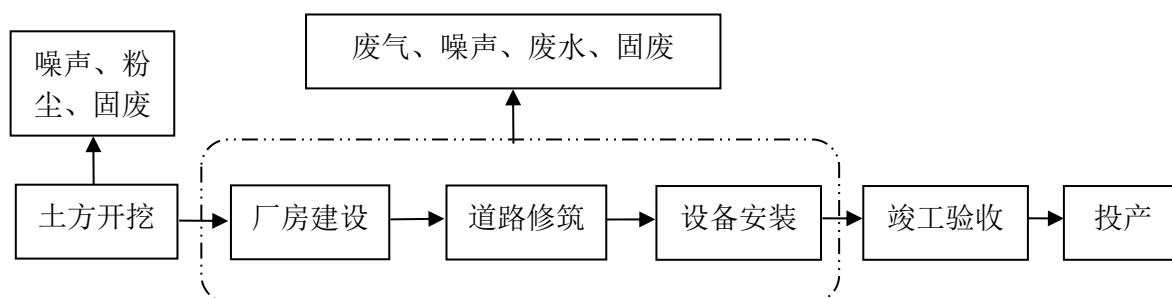 废气、噪声、废水、固废
噪声、粉
尘、固废
土方开挖
厂房建设
道路修筑
设备安装
竣工验收
投产